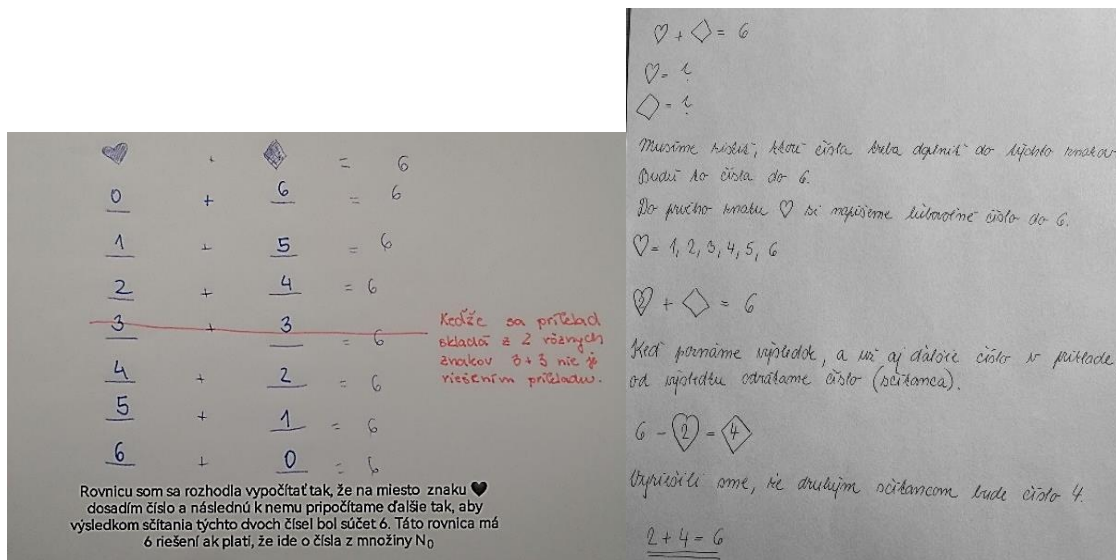 ♥ + ♦ = 6
0 + 6 = 6
1 + 5 = 6
2 + 4 = 6
3 + 3 = 6
4 + 2 = 6
5 + 1 = 6
6 + 0 = 6
Keďže sa príklad
skladá z 2 rôznych
znakov 3+3 nie je
riešením príkladu.
Rovnicu som sa rozhodla vypočítať tak, že na miesto znaku ♥
dosadím číslo a následnú k nemu pripočítame ďalšie tak, aby
výsledkom sčítania týchto dvoch čísel bol súčet 6. Táto rovnica má
6 riešení ak platí, že ide o čísla z množiny N₀
♡ + ◇ = 6
♡ = ?
◇ = ?
Musíme zistiť, ktoré čísla treba doplniť do týchto znakov
Budú to čísla do 6.
Do prvého znaku ♡ si napíšeme ľubovoľné číslo do 6.
♡ = 1, 2, 3, 4, 5, 6
2 + ◇ = 6
Keď poznáme výsledok, a už aj ďalšie číslo v príklade
od výsledku odrátame číslo (sčítanca).
6 - 2 = 4
Vyriešili sme, že druhým sčítancom bude číslo 4.
2 + 4 = 6